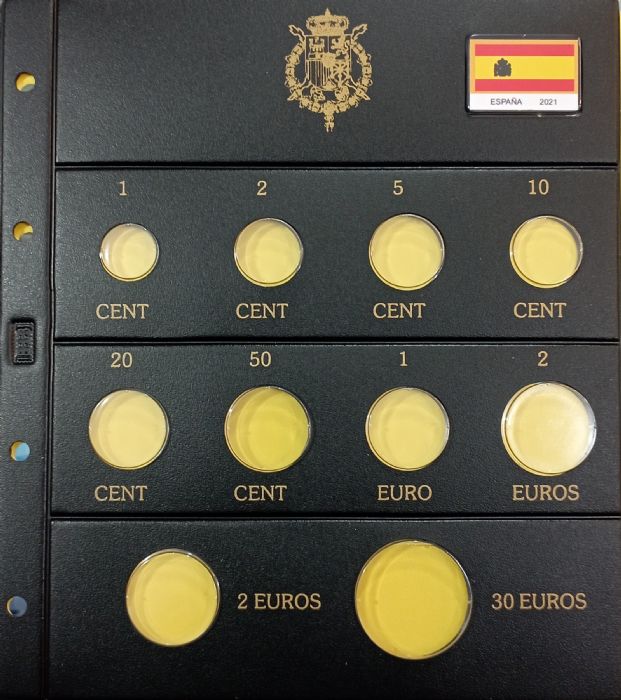 ESPAÑA 2021
1 2 5 10
CENT CENT CENT CENT
20 50 1 2
CENT CENT EURO EUROS
2 EUROS 30 EUROS